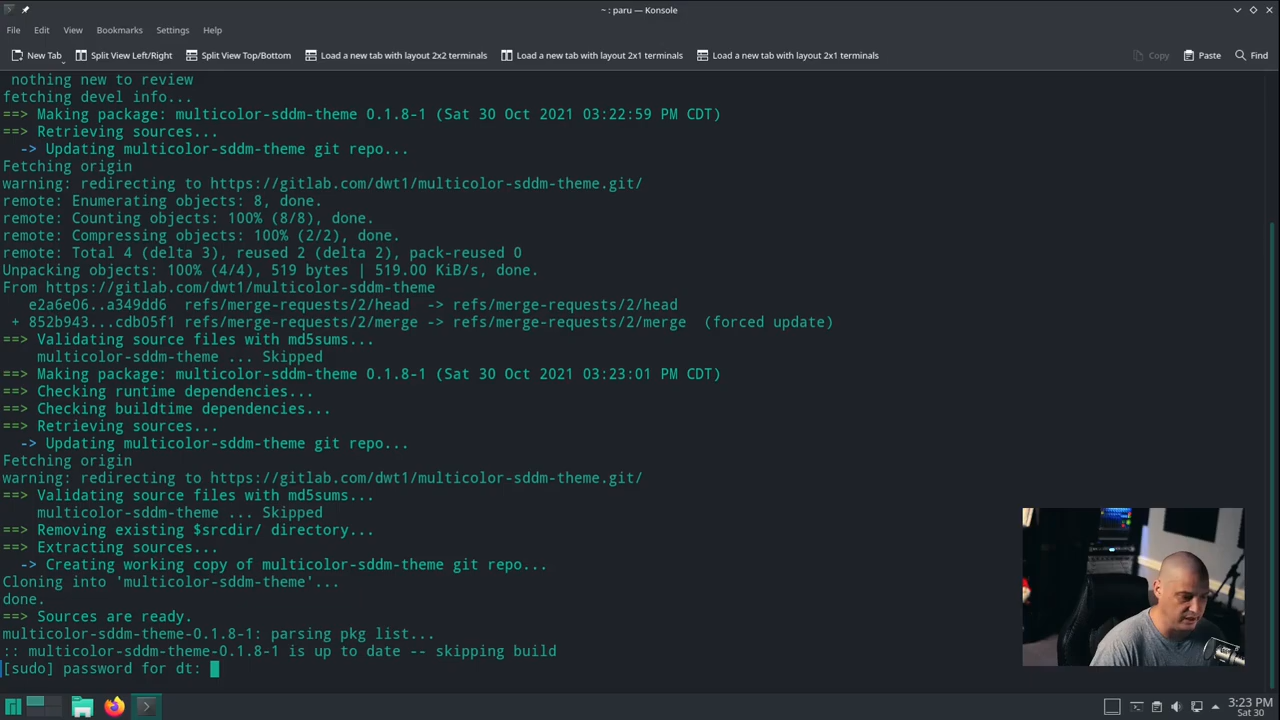 ~ : paru — Konsole
File Edit View Bookmarks Settings Help
New Tab Split View Left/Right Split View Top/Bottom Load a new tab with layout 2x2 terminals Load a new tab with layout 2x1 terminals Load a new tab with layout 2x1 terminals Copy Paste Find
nothing new to review
fetching devel info...
==> Making package: multicolor-sddm-theme 0.1.8-1 (Sat 30 Oct 2021 03:22:59 PM CDT)
==> Retrieving sources...
-> Updating multicolor-sddm-theme git repo...
Fetching origin
warning: redirecting to https://gitlab.com/dwt1/multicolor-sddm-theme.git/
remote: Enumerating objects: 8, done.
remote: Counting objects: 100% (8/8), done.
remote: Compressing objects: 100% (2/2), done.
remote: Total 4 (delta 3), reused 2 (delta 2), pack-reused 0
Unpacking objects: 100% (4/4), 519 bytes | 519.00 KiB/s, done.
From https://gitlab.com/dwt1/multicolor-sddm-theme
e2a6e06..a349dd6 refs/merge-requests/2/head -> refs/merge-requests/2/head
+ 852b943...cdb05f1 refs/merge-requests/2/merge -> refs/merge-requests/2/merge (forced update)
==> Validating source files with md5sums...
multicolor-sddm-theme ... Skipped
==> Making package: multicolor-sddm-theme 0.1.8-1 (Sat 30 Oct 2021 03:23:01 PM CDT)
==> Checking runtime dependencies...
==> Checking buildtime dependencies...
==> Retrieving sources...
-> Updating multicolor-sddm-theme git repo...
Fetching origin
warning: redirecting to https://gitlab.com/dwt1/multicolor-sddm-theme.git/
==> Validating source files with md5sums...
multicolor-sddm-theme ... Skipped
==> Removing existing $srcdir/ directory...
==> Extracting sources...
-> Creating working copy of multicolor-sddm-theme git repo...
Cloning into 'multicolor-sddm-theme'...
done.
==> Sources are ready.
multicolor-sddm-theme-0.1.8-1: parsing pkg list...
:: multicolor-sddm-theme-0.1.8-1 is up to date -- skipping build
[sudo] password for dt:
3:23 PM
Sat 30